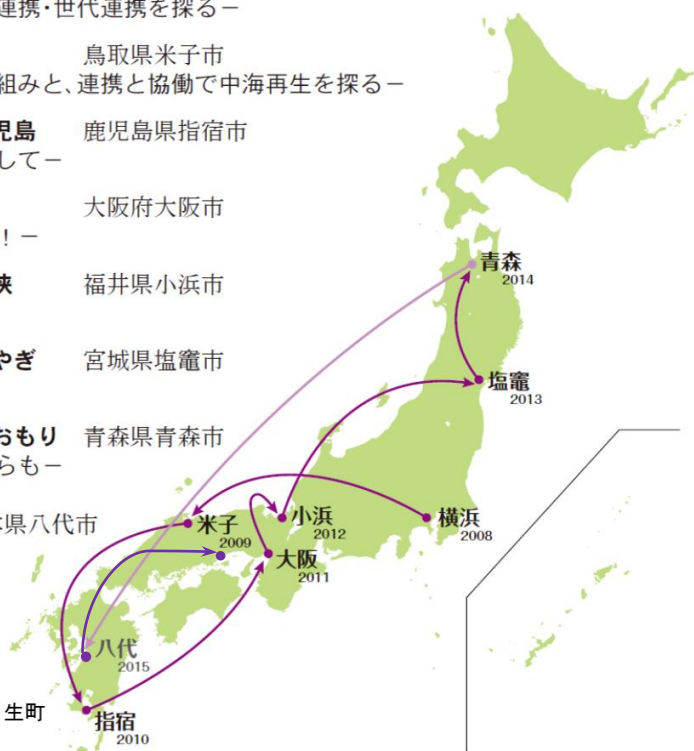 連携・世代連携を探る－
鳥取県米子市
組みと、連携と協働で中海再生を探る－
児島 鹿児島県指宿市
して－
大阪府大阪市
！－
狭 福井県小浜市
やぎ 宮城県塩竈市
おもり 青森県青森市
らも－
本県八代市
青森
2014
塩竈
2013
小浜
2012
横浜
2008
米子
2009
大阪
2011
八代
2015
生町
指宿
2010